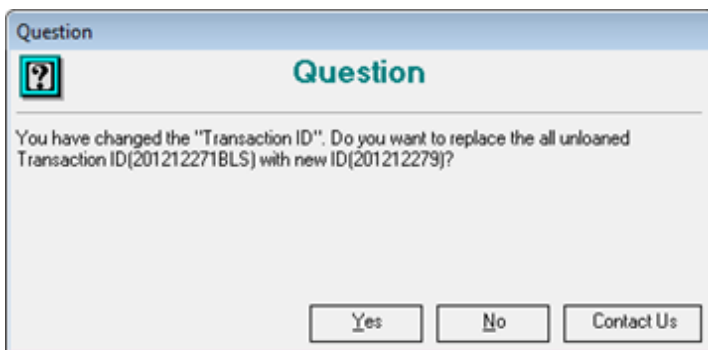 Question
?
Question
You have changed the "Transaction ID". Do you want to replace the all unloaned
Transaction ID(201212271BLS) with new ID(201212279)?
Yes
No
Contact Us